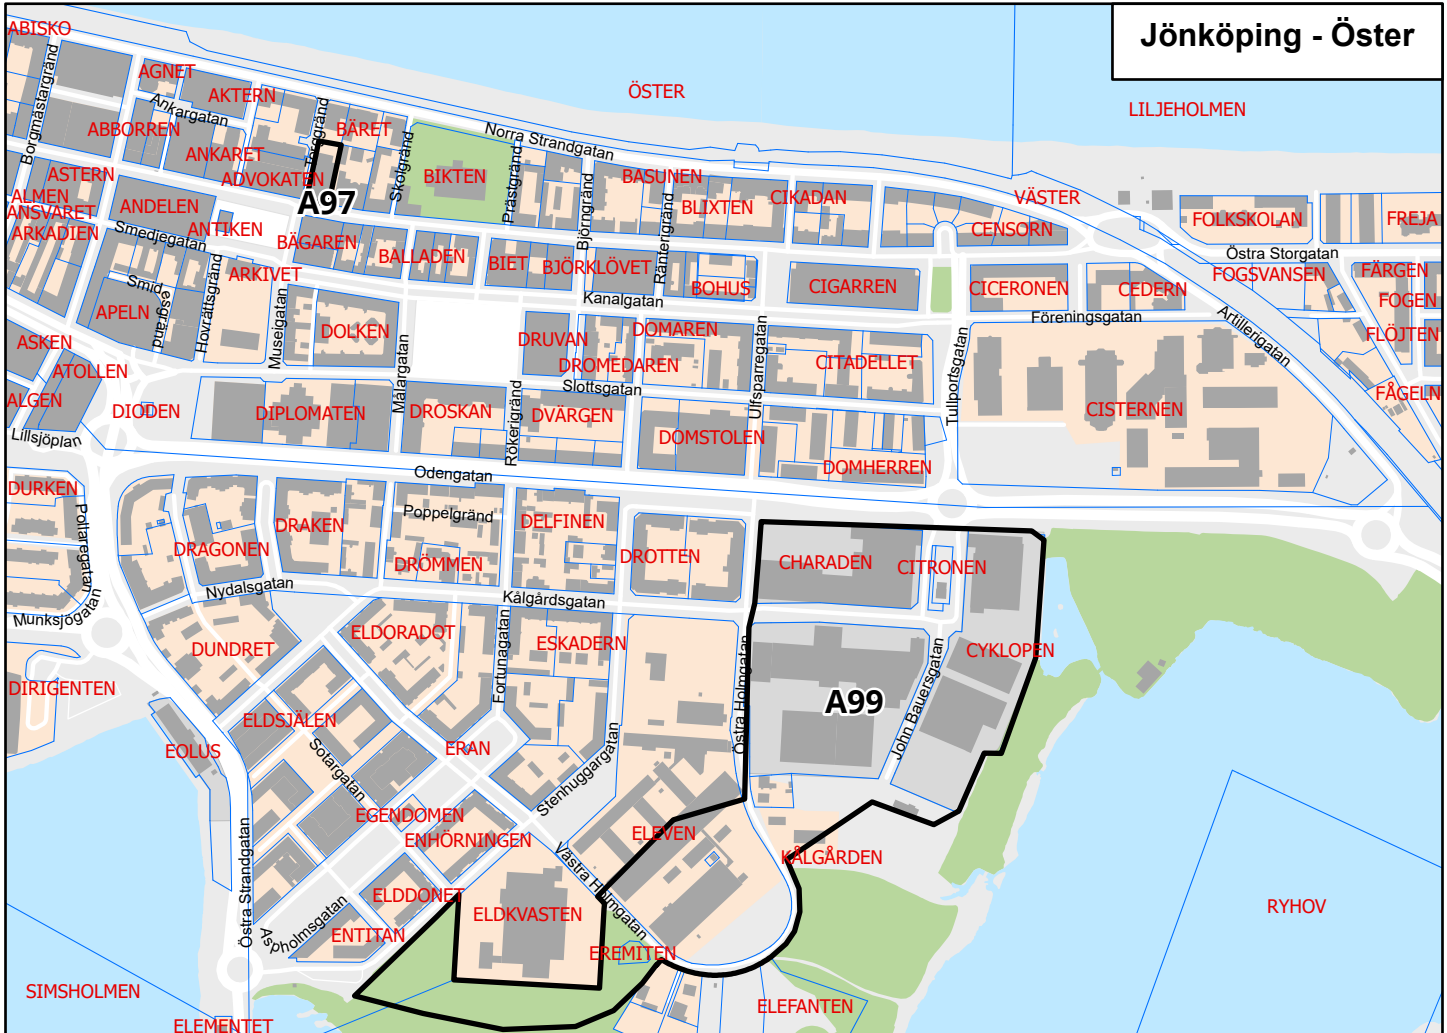 Jönköping - Öster
ABISKO
AGNET
AKTERN
Ankargatan
ABBORREN
Borgmästargränd
ANKARET
Torggränd
BÄRET
ÖSTER
LILJEHOLMEN
Norra Strandgatan
Skolgränd
BIKTEN
Prästgränd
ASTERN
ALMEN
ANSVARET
ARKADIEN
ANDELEN
ADVOKATEN
A97
ANTIKEN
BÄGAREN
BALLADEN
BIET
BJÖRKLÖVET
Björngränd
BASUNEN
BLIXTEN
Ränterigränd
CIKADAN
BOHUS
VÄSTER
CENSORN
FOLKSKOLAN
FREJA
Östra Storgatan
Smedjegatan
ARKIVET
Smidesgränd
APELN
Hovrättsgränd
Museigatan
DOLKEN
Målargatan
Kanalgatan
CIGARREN
CICERONEN
CEDERN
FOGSVANSEN
FÄRGEN
FOGEN
FLÖJTEN
Föreningsgatan
Artillerigatan
ASKEN
ATOLLEN
ALGEN
DIODEN
Lillsjöplan
DIPLOMATEN
DROSKAN
DRUVAN
DOMAREN
DROMEDAREN
Slottsgatan
Ulfsparregatan
CITADELLET
Tullportsgatan
CISTERNEN
FÅGELN
Rökerigränd
DVÄRGEN
DOMSTOLEN
DOMHERREN
Odengatan
DURKEN
Pottaregatan
DRAGONEN
DRAKEN
Poppelgränd
DRÖMMEN
DELFINEN
DROTTEN
CHARADEN
CITRONEN
Nydalsgatan
Kålgårdsgatan
Munksjögatan
DUNDRET
ELDORADOT
Fortunagatan
ESKADERN
Östra Holmgatan
John Bauersgatan
CYKLOPEN
A99
DIRIGENTEN
EOLUS
ELDSJÄLEN
Sotargatan
ERAN
Stenhuggargatan
EGENDOMEN
ENHÖRNINGEN
ELEVEN
KÅLGÅRDEN
Västra Holmgatan
Östra Strandgatan
Aspholmsgatan
ELDDONET
ENTITAN
ELDKVASTEN
EREMITEN
RYHOV
SIMSHOLMEN
ELEMENTET
ELEFANTEN